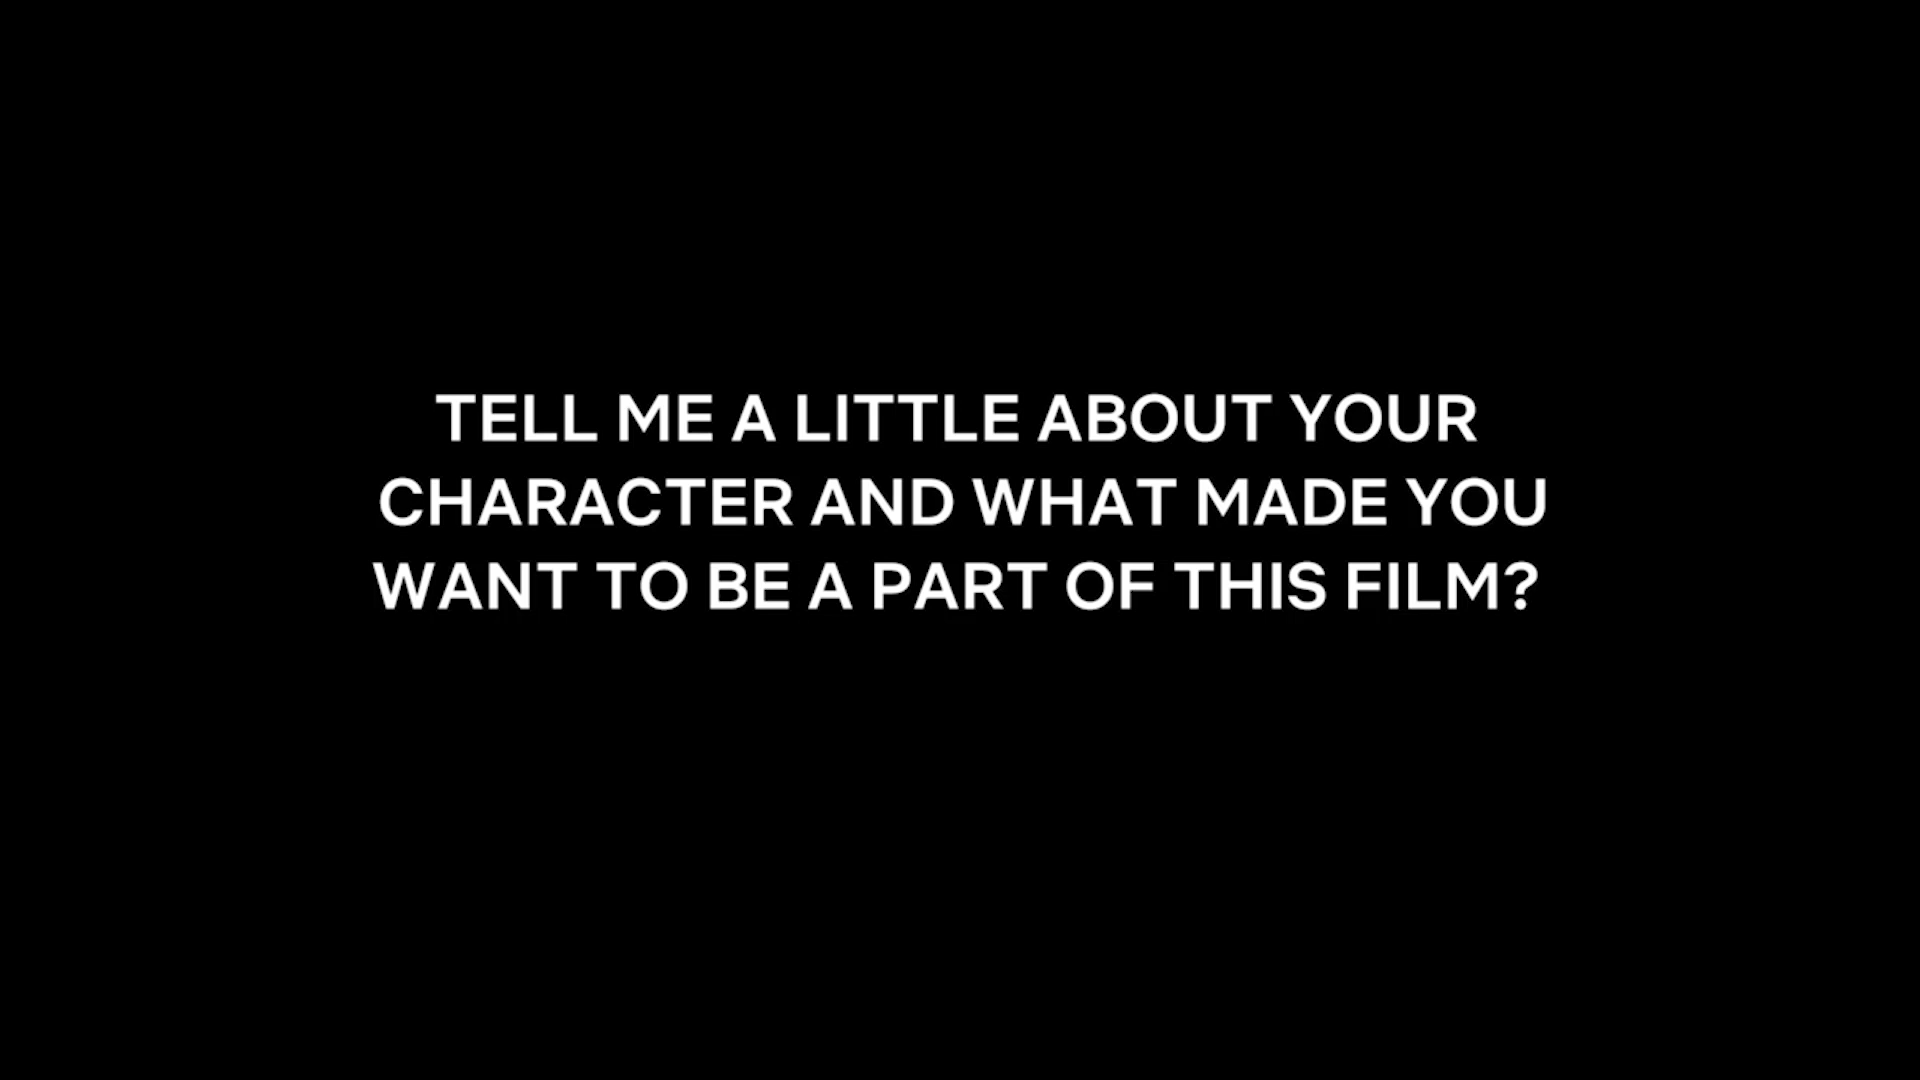 TELL ME A LITTLE ABOUT YOUR
CHARACTER AND WHAT MADE YOU
WANT TO BE A PART OF THIS FILM?